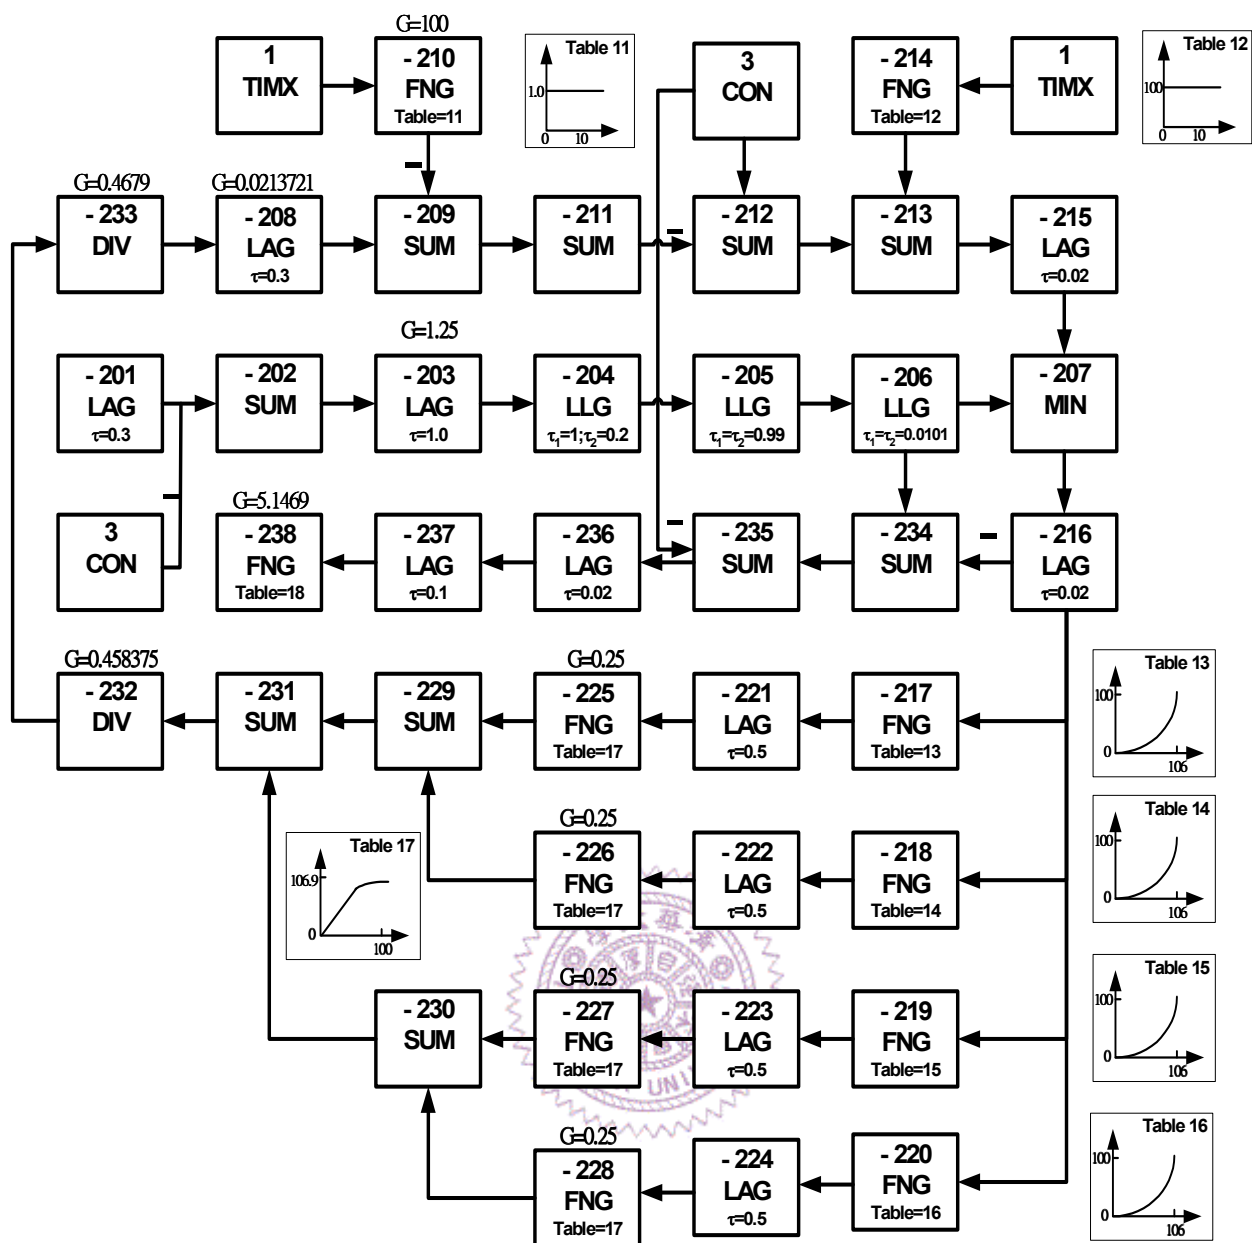 G=100
1
TIMX
- 210
FNG
Table=11
Table 11
1.0
0
10
3
CON
- 214
FNG
Table=12
1
TIMX
Table 12
100
0
10
G=0.4679
- 233
DIV
G=0.0213721
- 208
LAG
τ=0.3
- 209
SUM
- 211
SUM
- 212
SUM
- 213
SUM
- 215
LAG
τ=0.02
- 201
LAG
τ=0.3
- 202
SUM
G=1.25
- 203
LAG
τ=1.0
- 204
LLG
τ₁=1;τ₂=0.2
- 205
LLG
τ₁=τ₂=0.99
- 206
LLG
τ₁=τ₂=0.0101
- 207
MIN
3
CON
G=5.1469
- 238
FNG
Table=18
- 237
LAG
τ=0.1
- 236
LAG
τ=0.02
- 235
SUM
- 234
SUM
- 216
LAG
τ=0.02
G=0.458375
- 232
DIV
- 231
SUM
- 229
SUM
G=0.25
- 225
FNG
Table=17
- 221
LAG
τ=0.5
- 217
FNG
Table=13
Table 13
100
0
106
Table 17
106.9
0
100
G=0.25
- 226
FNG
Table=17
- 222
LAG
τ=0.5
- 218
FNG
Table=14
Table 14
100
0
106
- 230
SUM
G=0.25
- 227
FNG
Table=17
- 223
LAG
τ=0.5
- 219
FNG
Table=15
Table 15
100
0
106
G=0.25
- 228
FNG
Table=17
- 224
LAG
τ=0.5
- 220
FNG
Table=16
Table 16
100
0
106